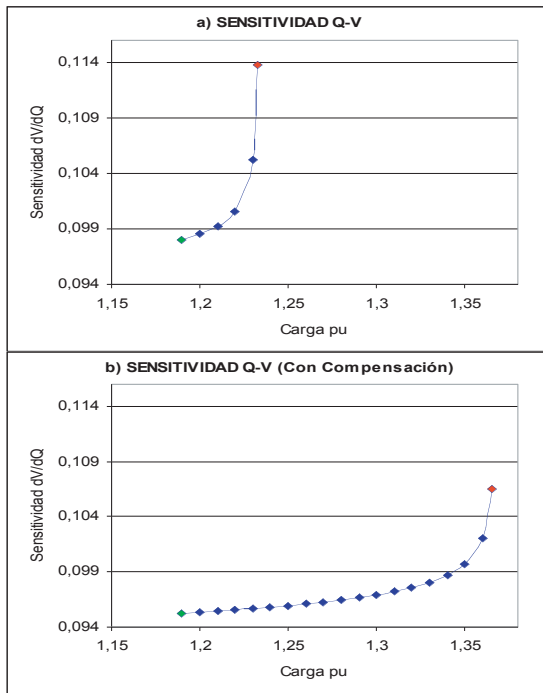 a) SENSITIVIDAD Q-V
0,114
0,109
0,104
0,099
0,094
Sensitividad dV/dQ
1,15 1,2 1,25 1,3 1,35
Carga pu
b) SENSITIVIDAD Q-V (Con Compensación)
0,114
0,109
0,104
0,099
0,094
Sensitividad dV/dQ
1,15 1,2 1,25 1,3 1,35
Carga pu